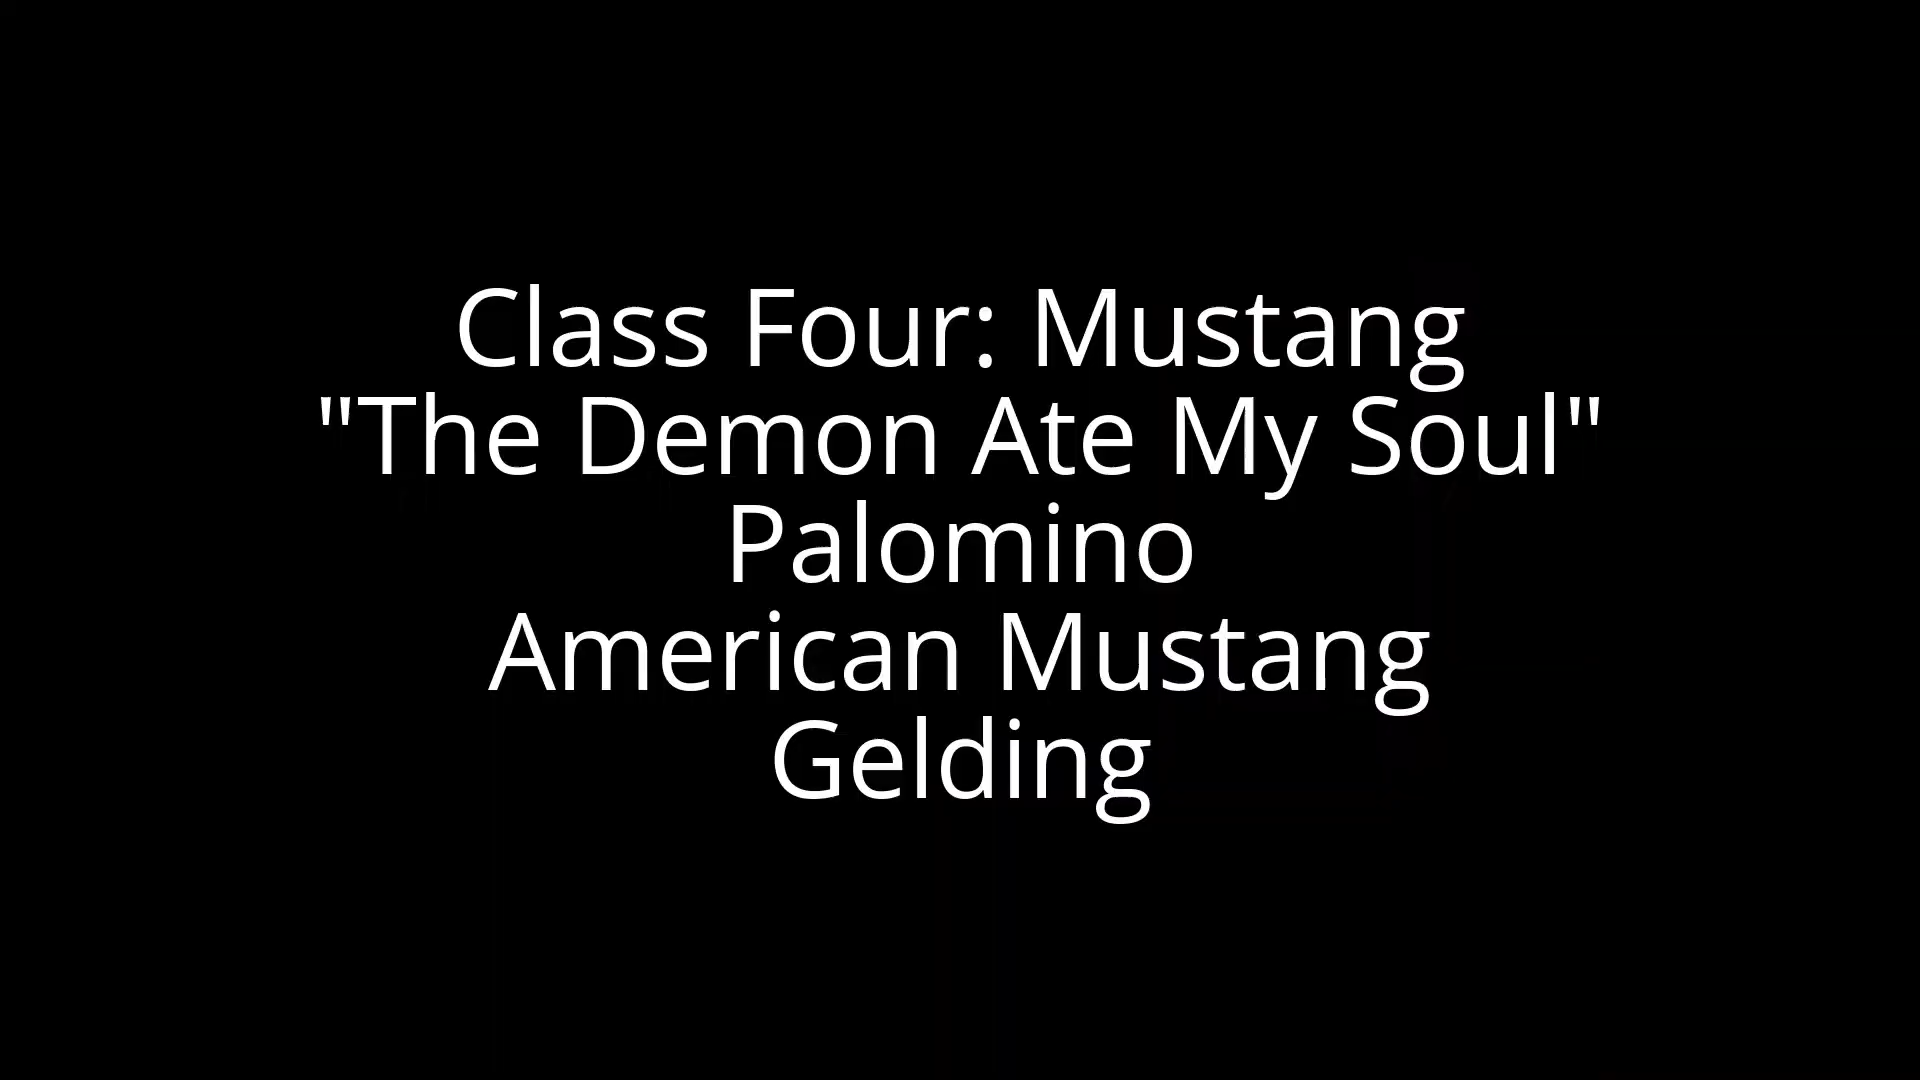 Class Four: Mustang
"The Demon Ate My Soul"
Palomino
American Mustang
Gelding